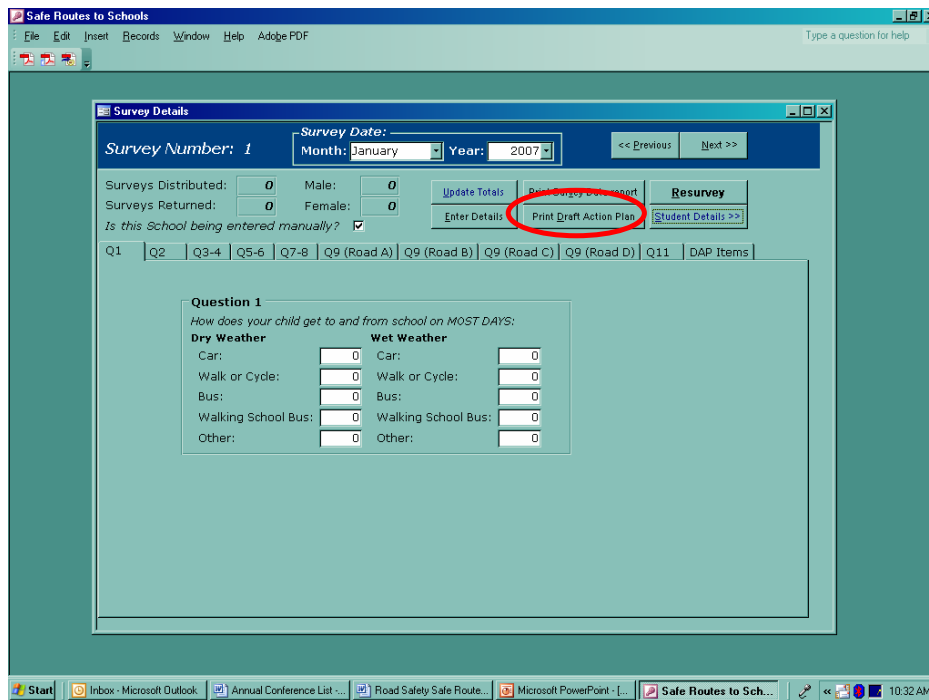 Safe Routes to Schools
File Edit Insert Records Window Help Adobe PDF Type a question for help
Survey Details
Survey Number: 1
Survey Date:
Month: January Year: 2007
<< Previous Next >>
Surveys Distributed: 0 Male: 0
Surveys Returned: 0 Female: 0
Is this School being entered manually?
Update Totals Print Survey Data report Resurvey
Enter Details Print Draft Action Plan Student Details >>
Q1 Q2 Q3-4 Q5-6 Q7-8 Q9 (Road A) Q9 (Road B) Q9 (Road C) Q9 (Road D) Q11 DAP Items
Question 1
How does your child get to and from school on MOST DAYS:
Dry Weather Wet Weather
Car: 0 Car: 0
Walk or Cycle: 0 Walk or Cycle: 0
Bus: 0 Bus: 0
Walking School Bus: 0 Walking School Bus: 0
Other: 0 Other: 0
Start Inbox - Microsoft Outlook Annual Conference List -... Road Safety Safe Route... Microsoft PowerPoint - [... Safe Routes to Sch... « 10:32 AM